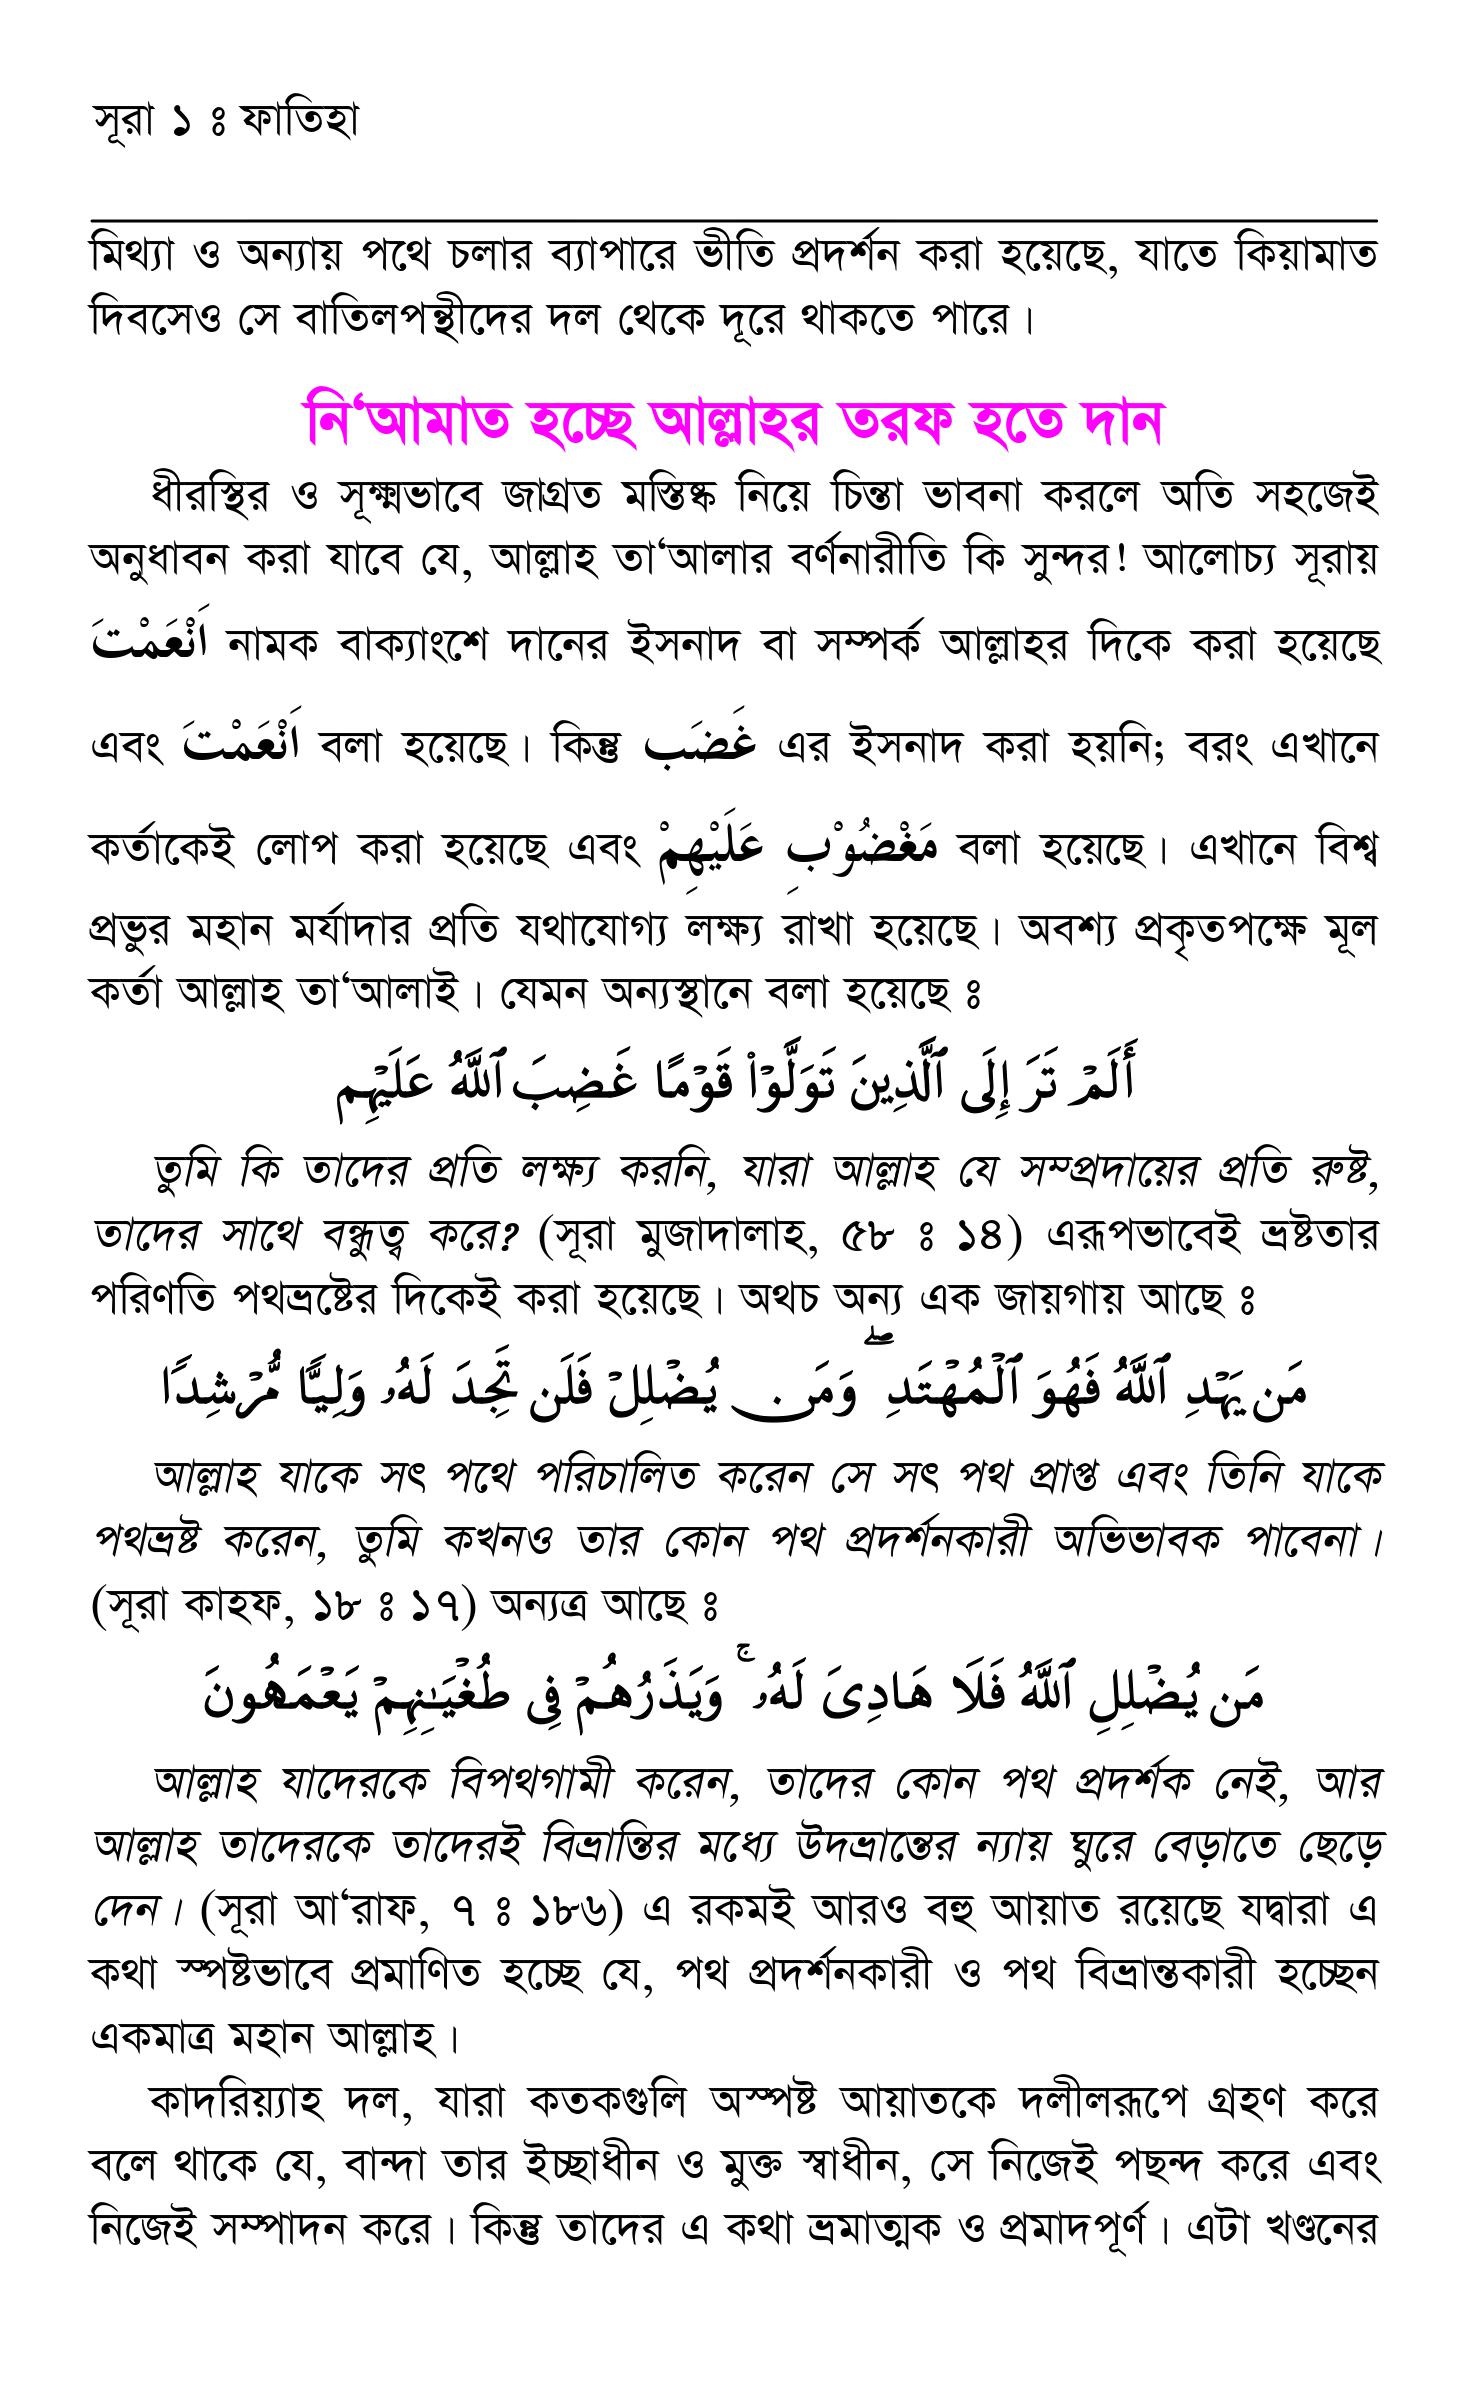 সূরা ১ ঃ ফাতিহা
মিথ্যা ও অন্যায় পথে চলার ব্যাপারে ভীতি প্রদর্শন করা হয়েছে, যাতে কিয়ামাত
দিবসেও সে বাতিলপন্থীদের দল থেকে দূরে থাকতে পারে।
নি‘আমাত হচ্ছে আল্লাহর তরফ হতে দান
ধীরস্থির ও সূক্ষ্মভাবে জাগ্রত মস্তিষ্ক নিয়ে চিন্তা ভাবনা করলে অতি সহজেই
অনুধাবন করা যাবে যে, আল্লাহ তা‘আলার বর্ণনারীতি কি সুন্দর! আলোচ্য সূরায়
اَنْعَمْتَ নামক বাক্যাংশে দানের ইসনাদ বা সম্পর্ক আল্লাহর দিকে করা হয়েছে
এবং اَنْعَمْتَ বলা হয়েছে। কিন্তু غَضَب এর ইসনাদ করা হয়নি; বরং এখানে
কর্তাকেই লোপ করা হয়েছে এবং مَغْضُوْبِ عَلَيْهِمْ বলা হয়েছে। এখানে বিশ্ব
প্রভুর মহান মর্যাদার প্রতি যথাযোগ্য লক্ষ্য রাখা হয়েছে। অবশ্য প্রকৃতপক্ষে মূল
কর্তা আল্লাহ তা‘আলাই। যেমন অন্যস্থানে বলা হয়েছে ঃ
أَلَمْ تَرَ إِلَى ٱلَّذِينَ تَوَلَّوْا۟ قَوْمًا غَضِبَ ٱللَّهُ عَلَيْهِم
তুমি কি তাদের প্রতি লক্ষ্য করনি, যারা আল্লাহ যে সম্প্রদায়ের প্রতি রুষ্ট,
তাদের সাথে বন্ধুত্ব করে? (সূরা মুজাদালাহ, ৫৮ ঃ ১৪) এরূপভাবেই ভ্রষ্টতার
পরিণতি পথভ্রষ্টের দিকেই করা হয়েছে। অথচ অন্য এক জায়গায় আছে ঃ
مَن يَهْدِ ٱللَّهُ فَهُوَ ٱلْمُهْتَدِ ۖ وَمَن يُضْلِلْ فَلَن تَجِدَ لَهُۥ وَلِيًّا مُّرْشِدًا
আল্লাহ যাকে সৎ পথে পরিচালিত করেন সে সৎ পথ প্রাপ্ত এবং তিনি যাকে
পথভ্রষ্ট করেন, তুমি কখনও তার কোন পথ প্রদর্শনকারী অভিভাবক পাবেনা।
(সূরা কাহফ, ১৮ ঃ ১৭) অন্যত্র আছে ঃ
مَن يُضْلِلِ ٱللَّهُ فَلَا هَادِىَ لَهُۥ ۚ وَيَذَرُهُمْ فِى طُغْيَـٰنِهِمْ يَعْمَهُونَ
আল্লাহ যাদেরকে বিপথগামী করেন, তাদের কোন পথ প্রদর্শক নেই, আর
আল্লাহ তাদেরকে তাদেরই বিভ্রান্তির মধ্যে উদভ্রান্তের ন্যায় ঘুরে বেড়াতে ছেড়ে
দেন। (সূরা আ‘রাফ, ৭ ঃ ১৮৬) এ রকমই আরও বহু আয়াত রয়েছে যদ্বারা এ
কথা স্পষ্টভাবে প্রমাণিত হচ্ছে যে, পথ প্রদর্শনকারী ও পথ বিভ্রান্তকারী হচ্ছেন
একমাত্র মহান আল্লাহ।
কাদরিয়্যাহ দল, যারা কতকগুলি অস্পষ্ট আয়াতকে দলীলরূপে গ্রহণ করে
বলে থাকে যে, বান্দা তার ইচ্ছাধীন ও মুক্ত স্বাধীন, সে নিজেই পছন্দ করে এবং
নিজেই সম্পাদন করে। কিন্তু তাদের এ কথা ভ্রমাত্মক ও প্রমাদপূর্ণ। এটা খণ্ডনের